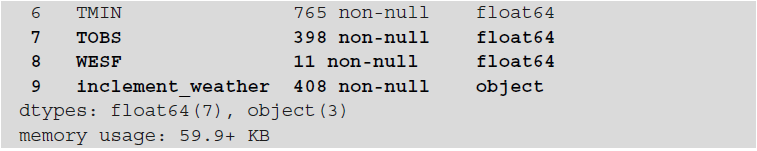 6 TMIN 765 non-null float64
7 TOBS 398 non-null float64
8 WESF 11 non-null float64
9 inclement_weather 408 non-null object
dtypes: float64(7), object(3)
memory usage: 59.9+ KB